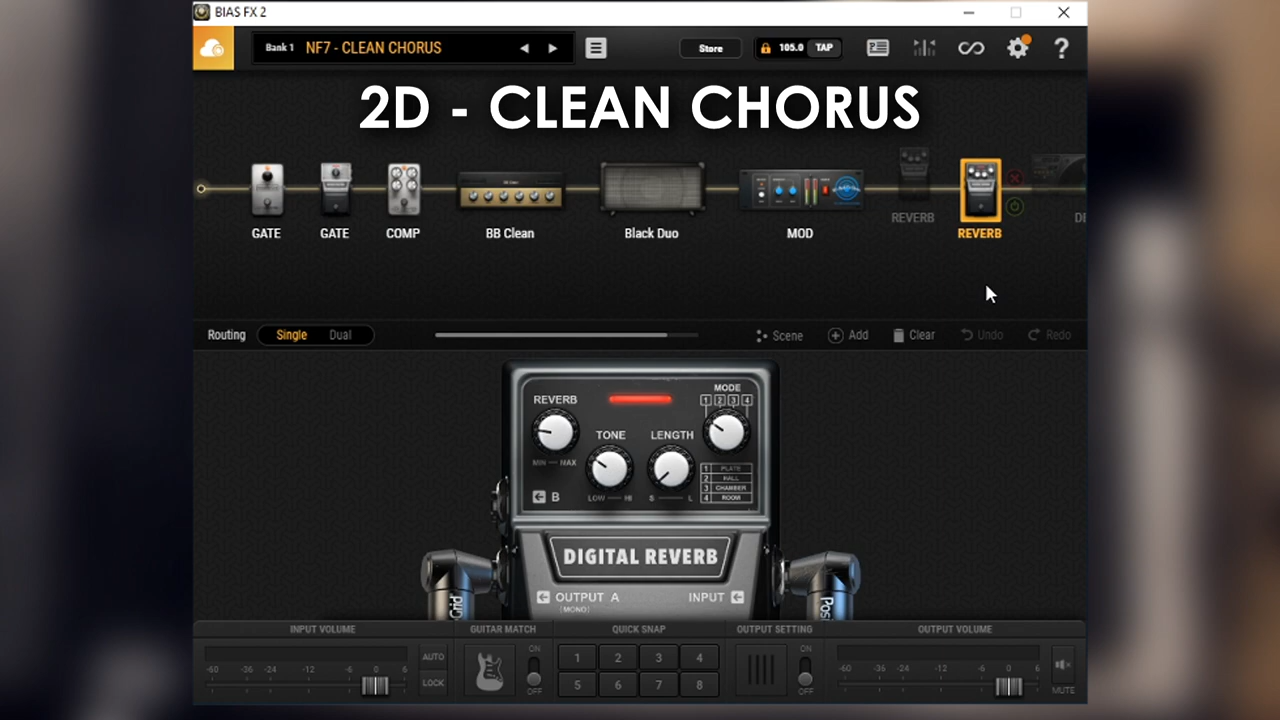 BIAS FX 2
Bank 1 NF7 - CLEAN CHORUS Store 105.0 TAP ?
2D - CLEAN CHORUS
REVERB
GATE GATE COMP BB Clean Black Duo MOD REVERB
Routing Single Dual Scene Add Clear Undo Redo
MODE
REVERB 1 2 3 4
TONE LENGTH
MIN MAX
1 PLATE
2 HALL
3 CHAMBER
4 ROOM
B LOW HI S L
DIGITAL REVERB
OUTPUT A INPUT
(MONO)
INPUT VOLUME GUITAR MATCH QUICK SNAP OUTPUT SETTING OUTPUT VOLUME
-60 -36 -24 -12 -6 0 6 AUTO LOCK ON OFF 1 2 3 4 ON OFF -60 -36 -24 -12 -6 0 6 MUTE
5 6 7 8